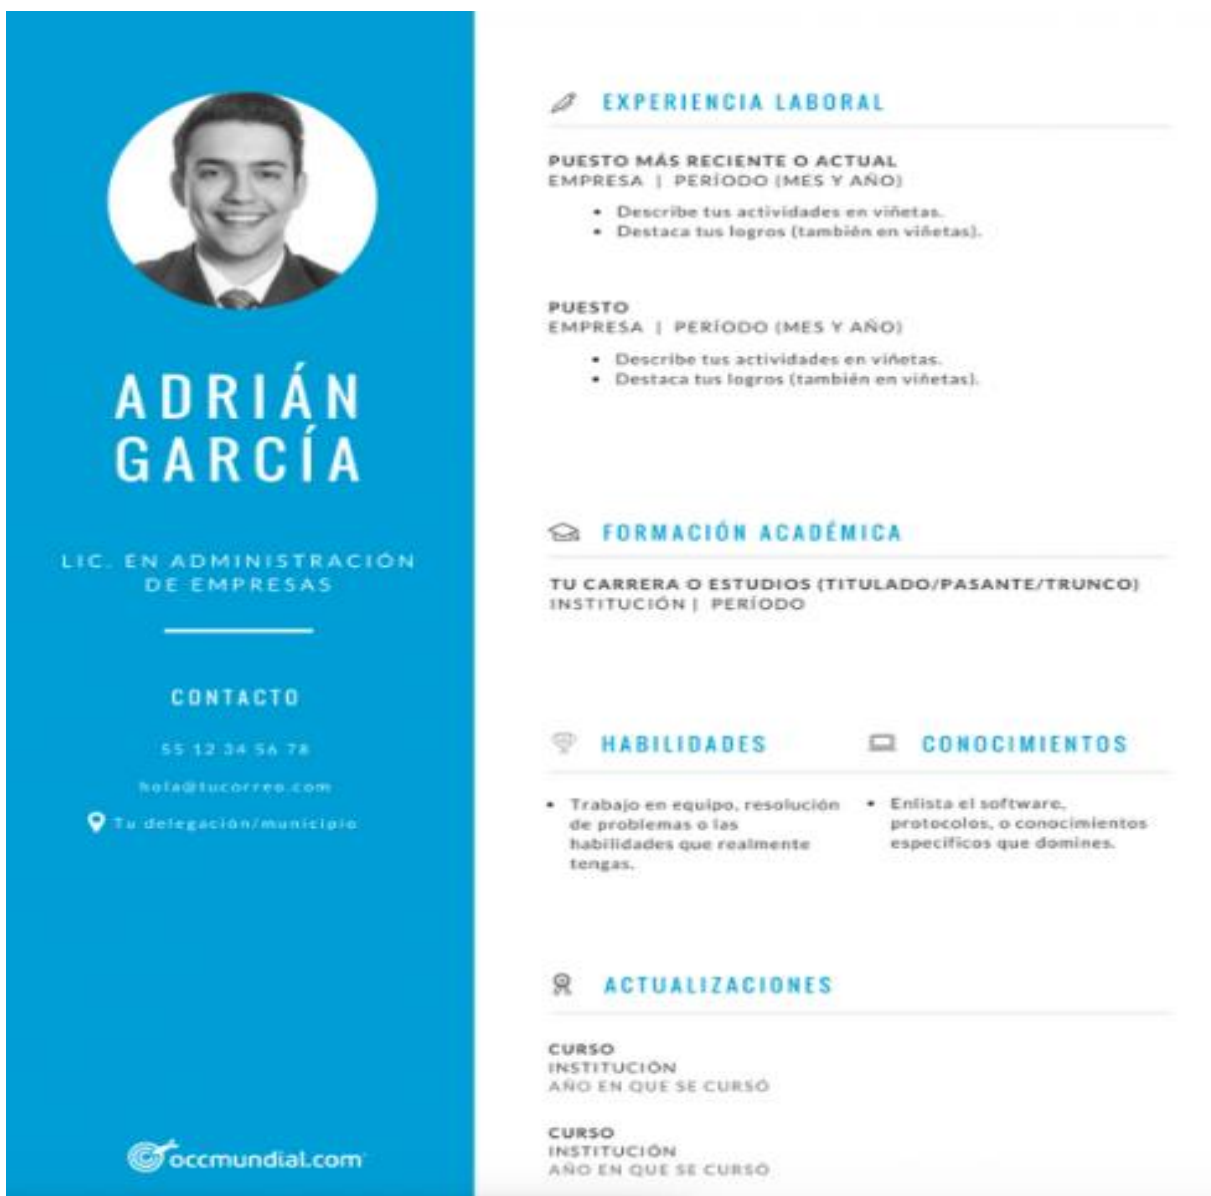 ADRIÁN
GARCÍA
LIC. EN ADMINISTRACIÓN
DE EMPRESAS
CONTACTO
55 12 34 56 78
hola@tucorreo.com
Tu delegación/municipio
occmundial.com
EXPERIENCIA LABORAL
PUESTO MÁS RECIENTE O ACTUAL
EMPRESA | PERÍODO (MES Y AÑO)
• Describe tus actividades en viñetas.
• Destaca tus logros (también en viñetas).
PUESTO
EMPRESA | PERÍODO (MES Y AÑO)
• Describe tus actividades en viñetas.
• Destaca tus logros (también en viñetas).
FORMACIÓN ACADÉMICA
TU CARRERA O ESTUDIOS (TITULADO/PASANTE/TRUNCO)
INSTITUCIÓN | PERÍODO
HABILIDADES
• Trabajo en equipo, resolución
de problemas o las
habilidades que realmente
tengas.
CONOCIMIENTOS
• Enlista el software,
protocolos, o conocimientos
específicos que domines.
ACTUALIZACIONES
CURSO
INSTITUCIÓN
AÑO EN QUE SE CURSÓ
CURSO
INSTITUCIÓN
AÑO EN QUE SE CURSÓ